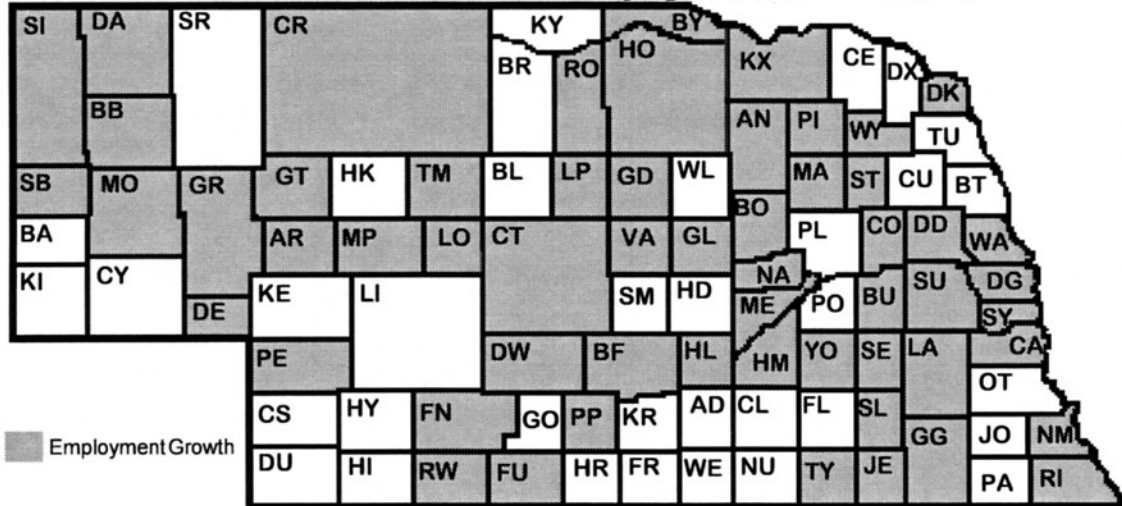 SI DA SR CR KY BY
BR RO HO KX CE DX DK
BB AN PI WY TU
SB MO GR GT HK TM BL LP GD WL MA ST CU BT
BA AR MP LO CT VA GL BO PL CO DD WA
KI CY DE KE LI SM HD NA ME PO BU SU DG SY
PE DW BF HL HM YO SE LA CA OT
CS HY FN GO PP KR AD CL FL SL GG JO NM
Employment Growth
DU HI RW FU HR FR WE NU TY JE PA RI